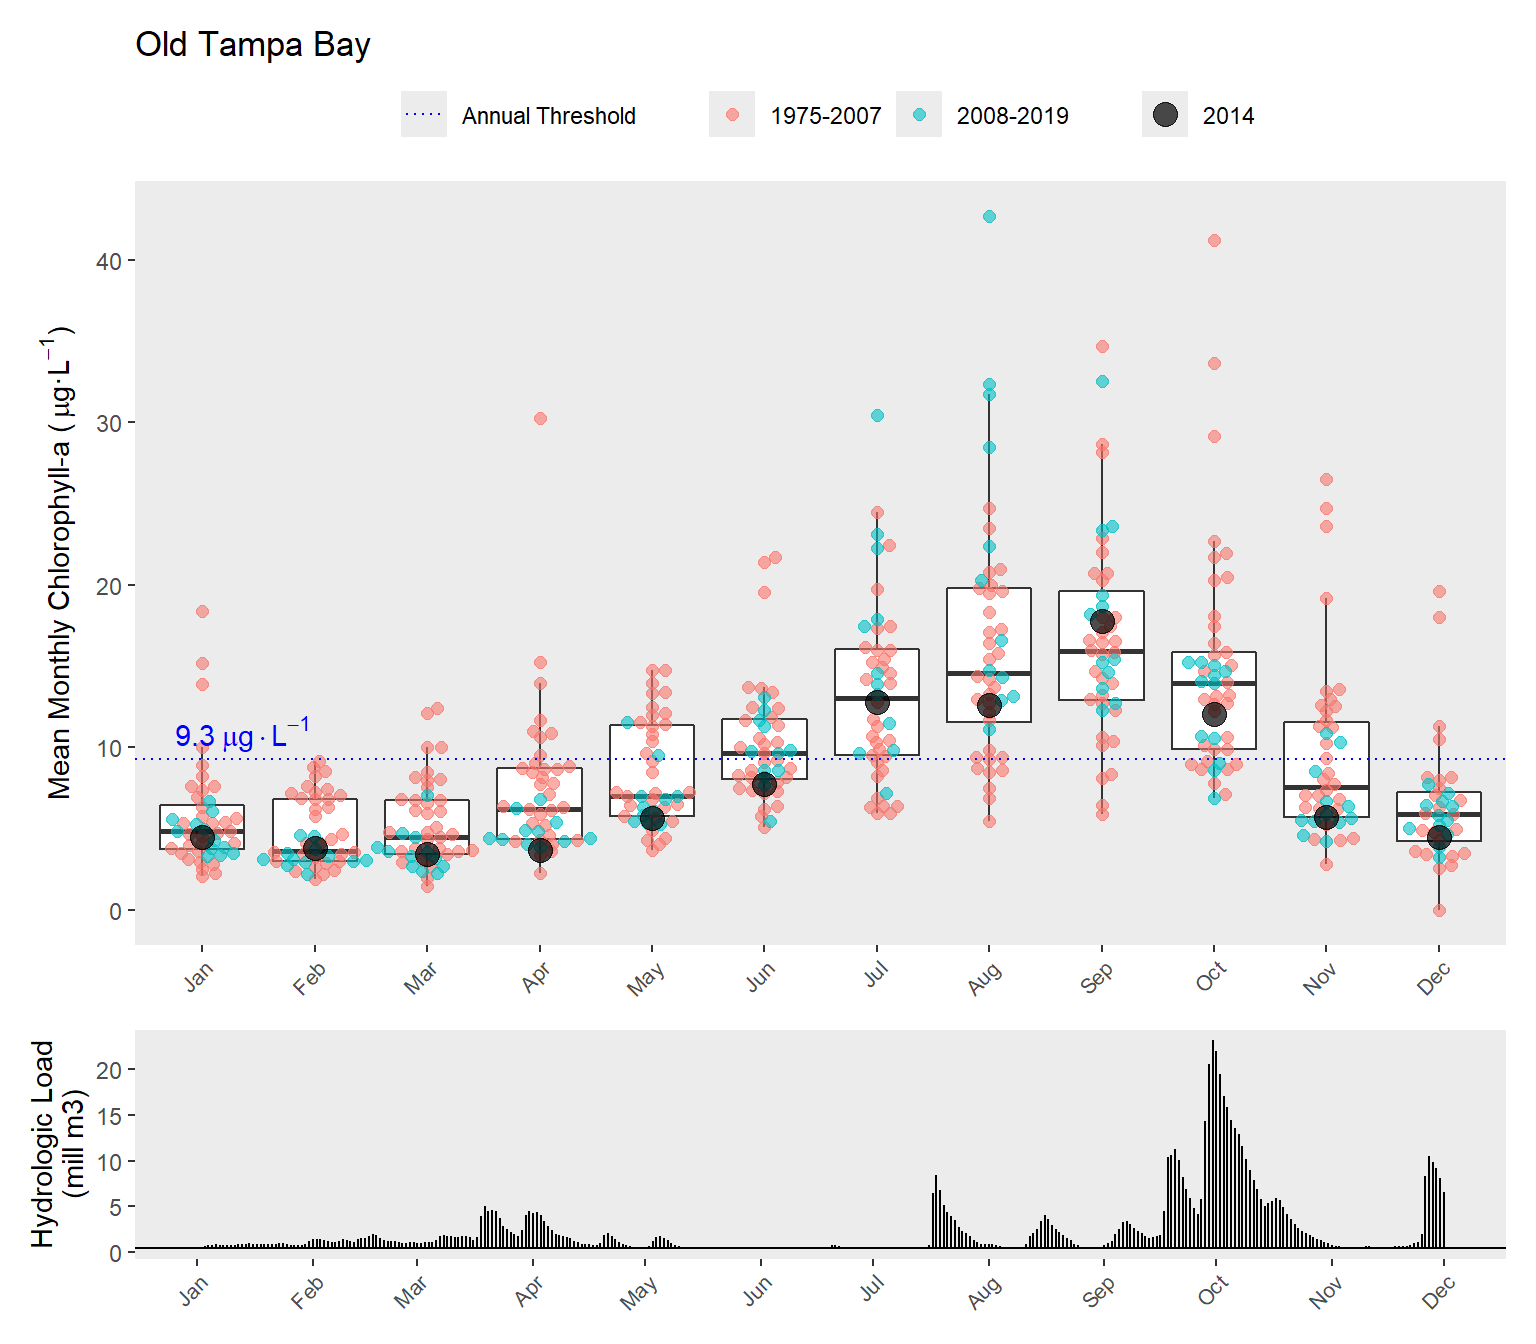 Old Tampa Bay
Annual Threshold
1975-2007
2008-2019
2014
Mean Monthly Chlorophyll-a ( µg·L⁻¹)
40
30
20
10
0
9.3 µg·L⁻¹
Jan
Feb
Mar
Apr
May
Jun
Jul
Aug
Sep
Oct
Nov
Dec
Hydrologic Load
(mill m3)
20
15
10
5
0
Jan
Feb
Mar
Apr
May
Jun
Jul
Aug
Sep
Oct
Nov
Dec